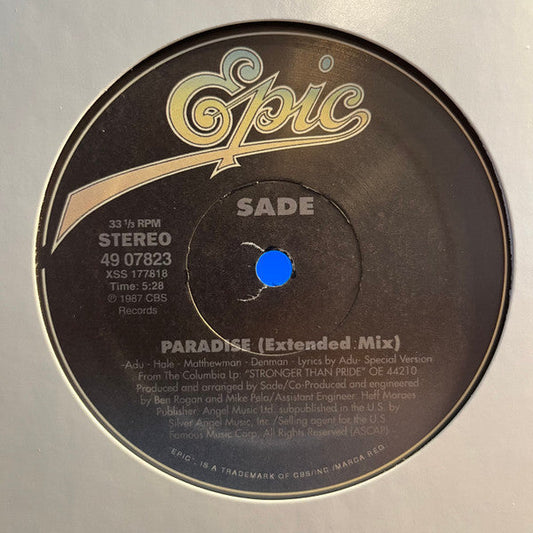 Epic
SADE
33 1/3 RPM
STEREO
49 07823
XSS 177818
Time: 5:28
℗ 1987 CBS
Records
PARADISE (Extended Mix)
-Adu - Hale - Matthewman - Denman - Lyrics by Adu- Special Version
From The Columbia Lp: "STRONGER THAN PRIDE" OE 44210
Produced and arranged by Sade/Co-Produced and engineered
by Ben Rogan and Mike Pela/Assistant Engineer: Hoff Moraes
Publisher: Angel Music Ltd. subpublished in the U.S. by
Silver Angel Music, Inc./Selling agent for the U.S.
Famous Music Corp. All Rights Reserved (ASCAP)
"EPIC", IS A TRADEMARK OF CBS/INC./MARCA REG.